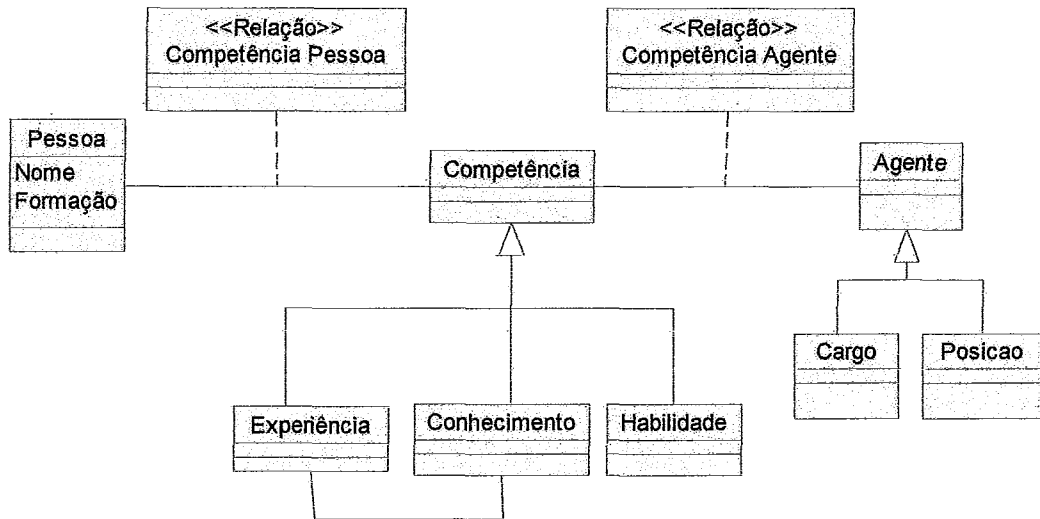 <<Relação>>
Competência Pessoa
<<Relação>>
Competência Agente
Pessoa
Nome
Formação
Competência
Agente
Cargo
Posicao
Experiência
Conhecimento
Habilidade